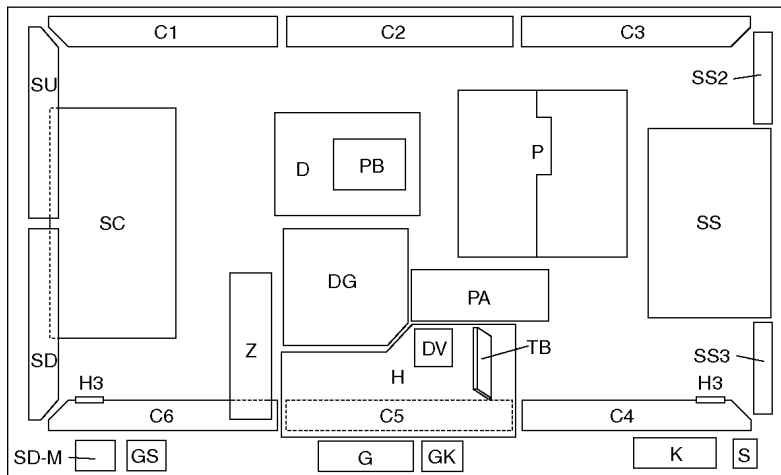 C1
C2
C3
SU
SS2
D
PB
P
SC
SS
DG
PA
Z
DV
TB
SD
H
SS3
H3
H3
C6
C5
C4
SD-M
GS
G
GK
K
S